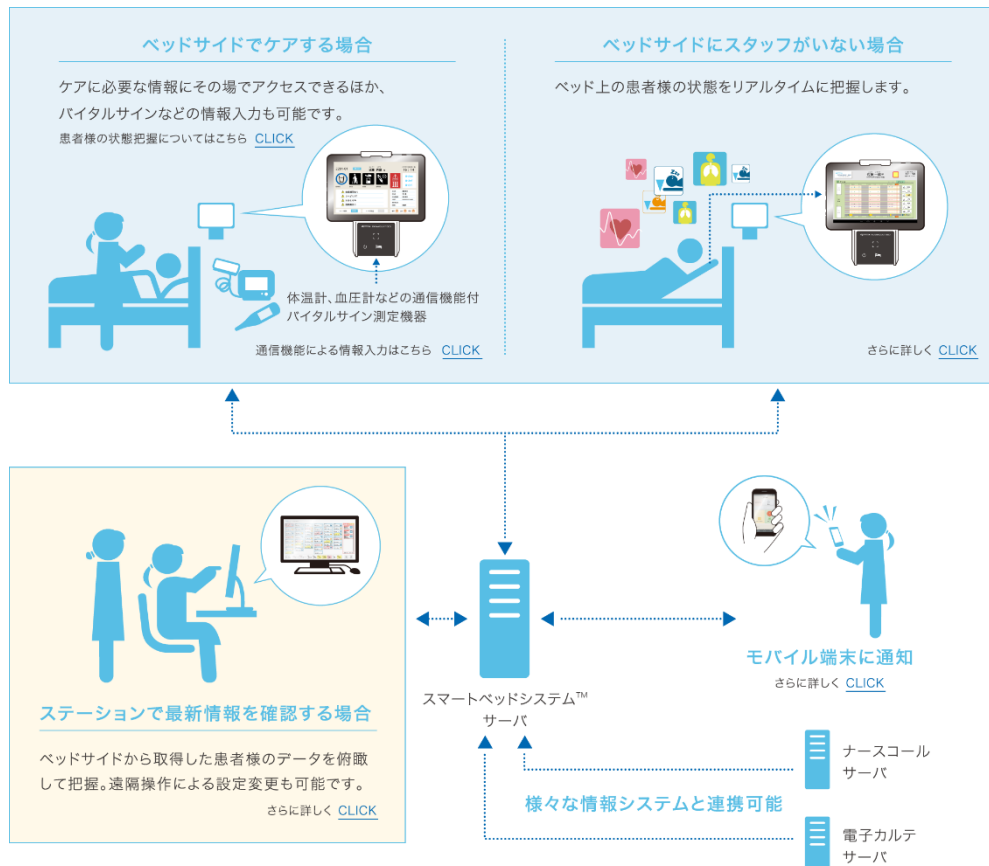 ベッドサイドでケアする場合
ケアに必要な情報にその場でアクセスできるほか、
バイタルサインなどの情報入力も可能です。
患者様の状態把握についてはこちら CLICK
体温計、血圧計などの通信機能付
バイタルサイン測定機器
通信機能による情報入力はこちら CLICK
ベッドサイドにスタッフがいない場合
ベッド上の患者様の状態をリアルタイムに把握します。
さらに詳しく CLICK
ステーションで最新情報を確認する場合
ベッドサイドから取得した患者様のデータを俯瞰
して把握。遠隔操作による設定変更も可能です。
さらに詳しく CLICK
スマートベッドシステム™
サーバ
モバイル端末に通知
さらに詳しく CLICK
様々な情報システムと連携可能
ナースコール
サーバ
電子カルテ
サーバ